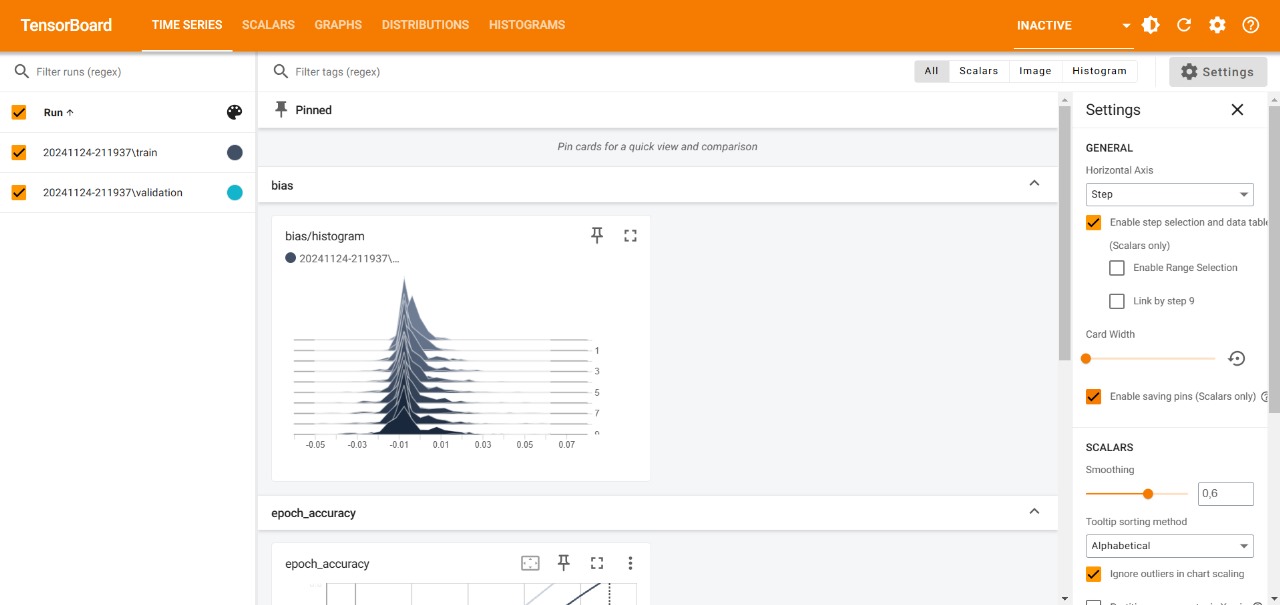 TensorBoard TIME SERIES SCALARS GRAPHS DISTRIBUTIONS HISTOGRAMS INACTIVE
Filter runs (regex)
Filter tags (regex)
All Scalars Image Histogram
Settings
Run
20241124-211937\train
20241124-211937\validation
Pinned
Pin cards for a quick view and comparison
bias
bias/histogram
20241124-211937\...
1
3
5
7
9
-0.05 -0.03 -0.01 0.01 0.03 0.05 0.07
epoch_accuracy
epoch_accuracy
Settings
GENERAL
Horizontal Axis
Step
Enable step selection and data table
(Scalars only)
Enable Range Selection
Link by step 9
Card Width
Enable saving pins (Scalars only)
SCALARS
Smoothing
0,6
Tooltip sorting method
Alphabetical
Ignore outliers in chart scaling